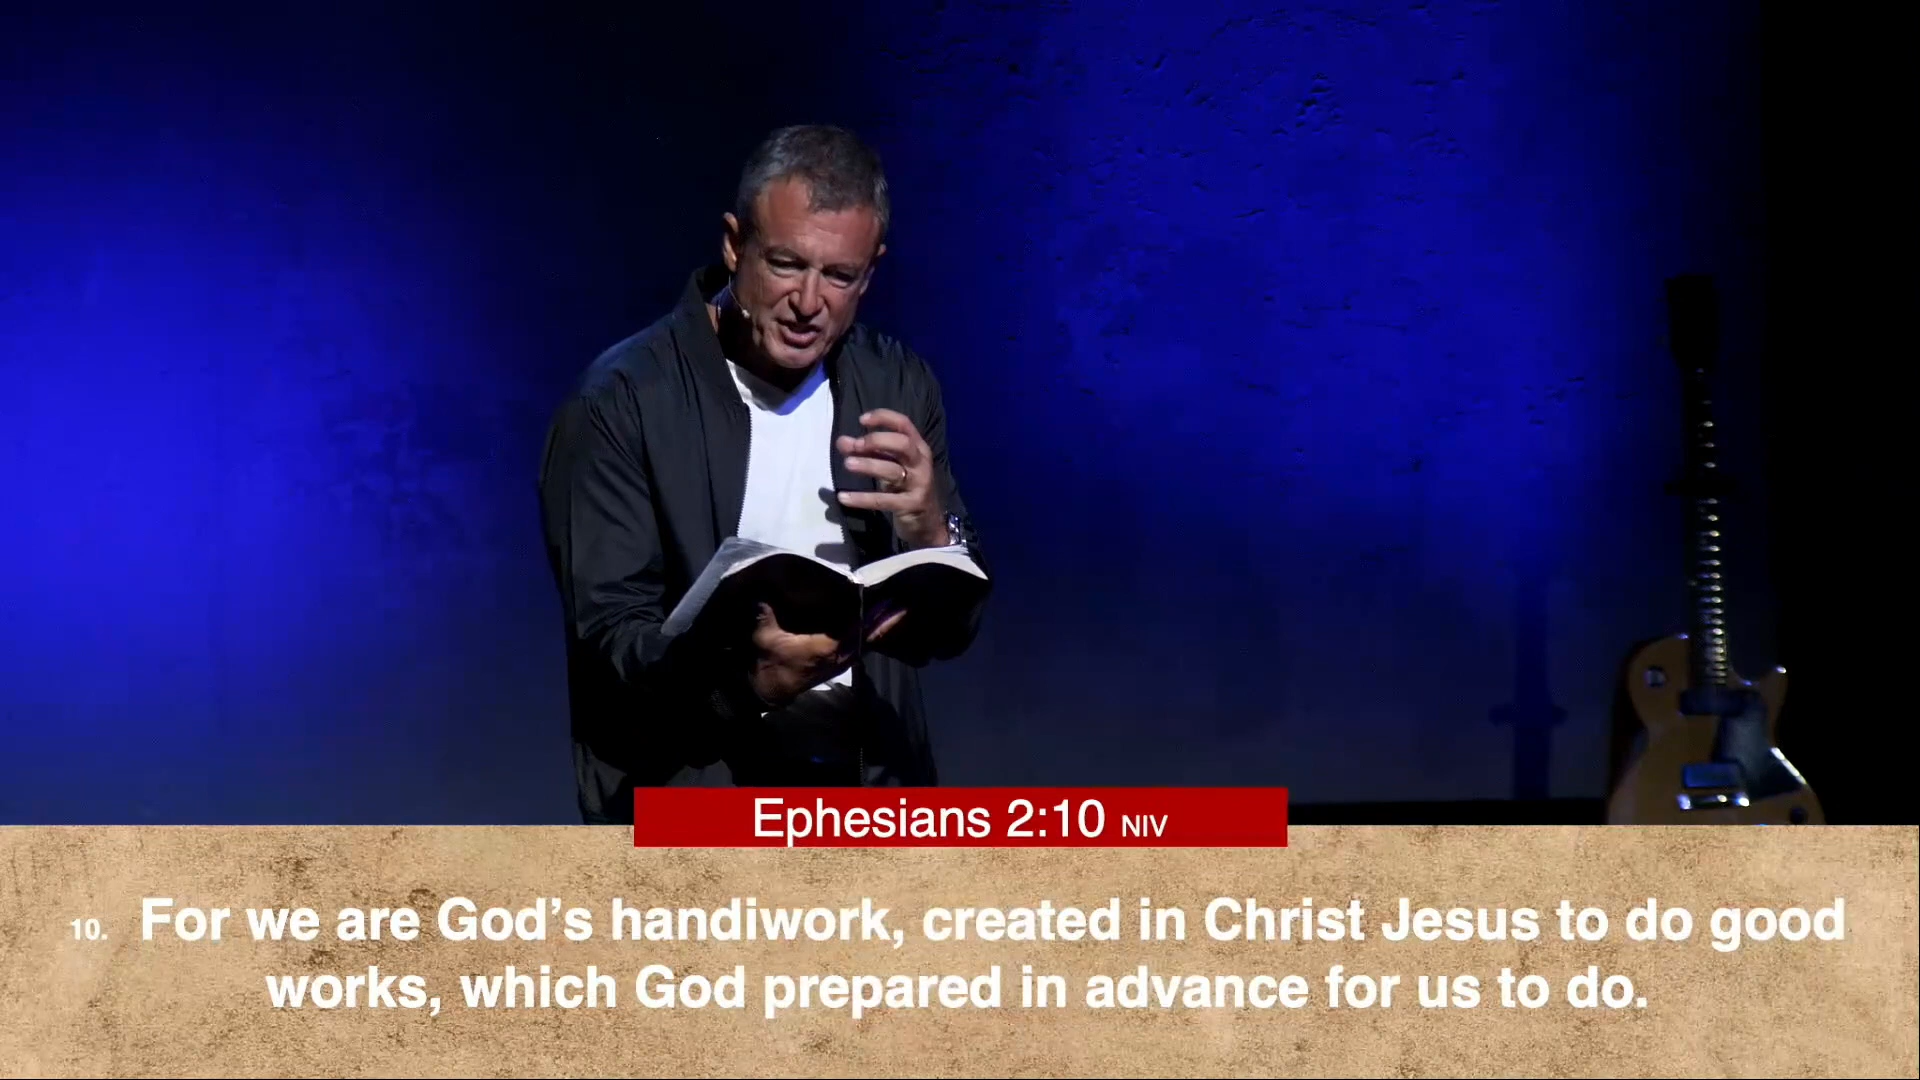 Ephesians 2:10 NIV
10. For we are God’s handiwork, created in Christ Jesus to do good
works, which God prepared in advance for us to do.